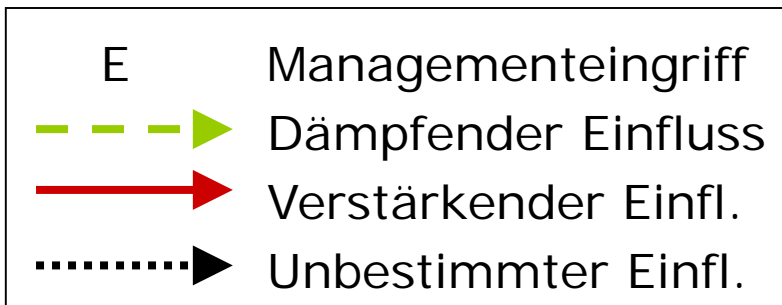 E Managementeingriff
Dämpfender Einfluss
Verstärkender Einfl.
Unbestimmter Einfl.